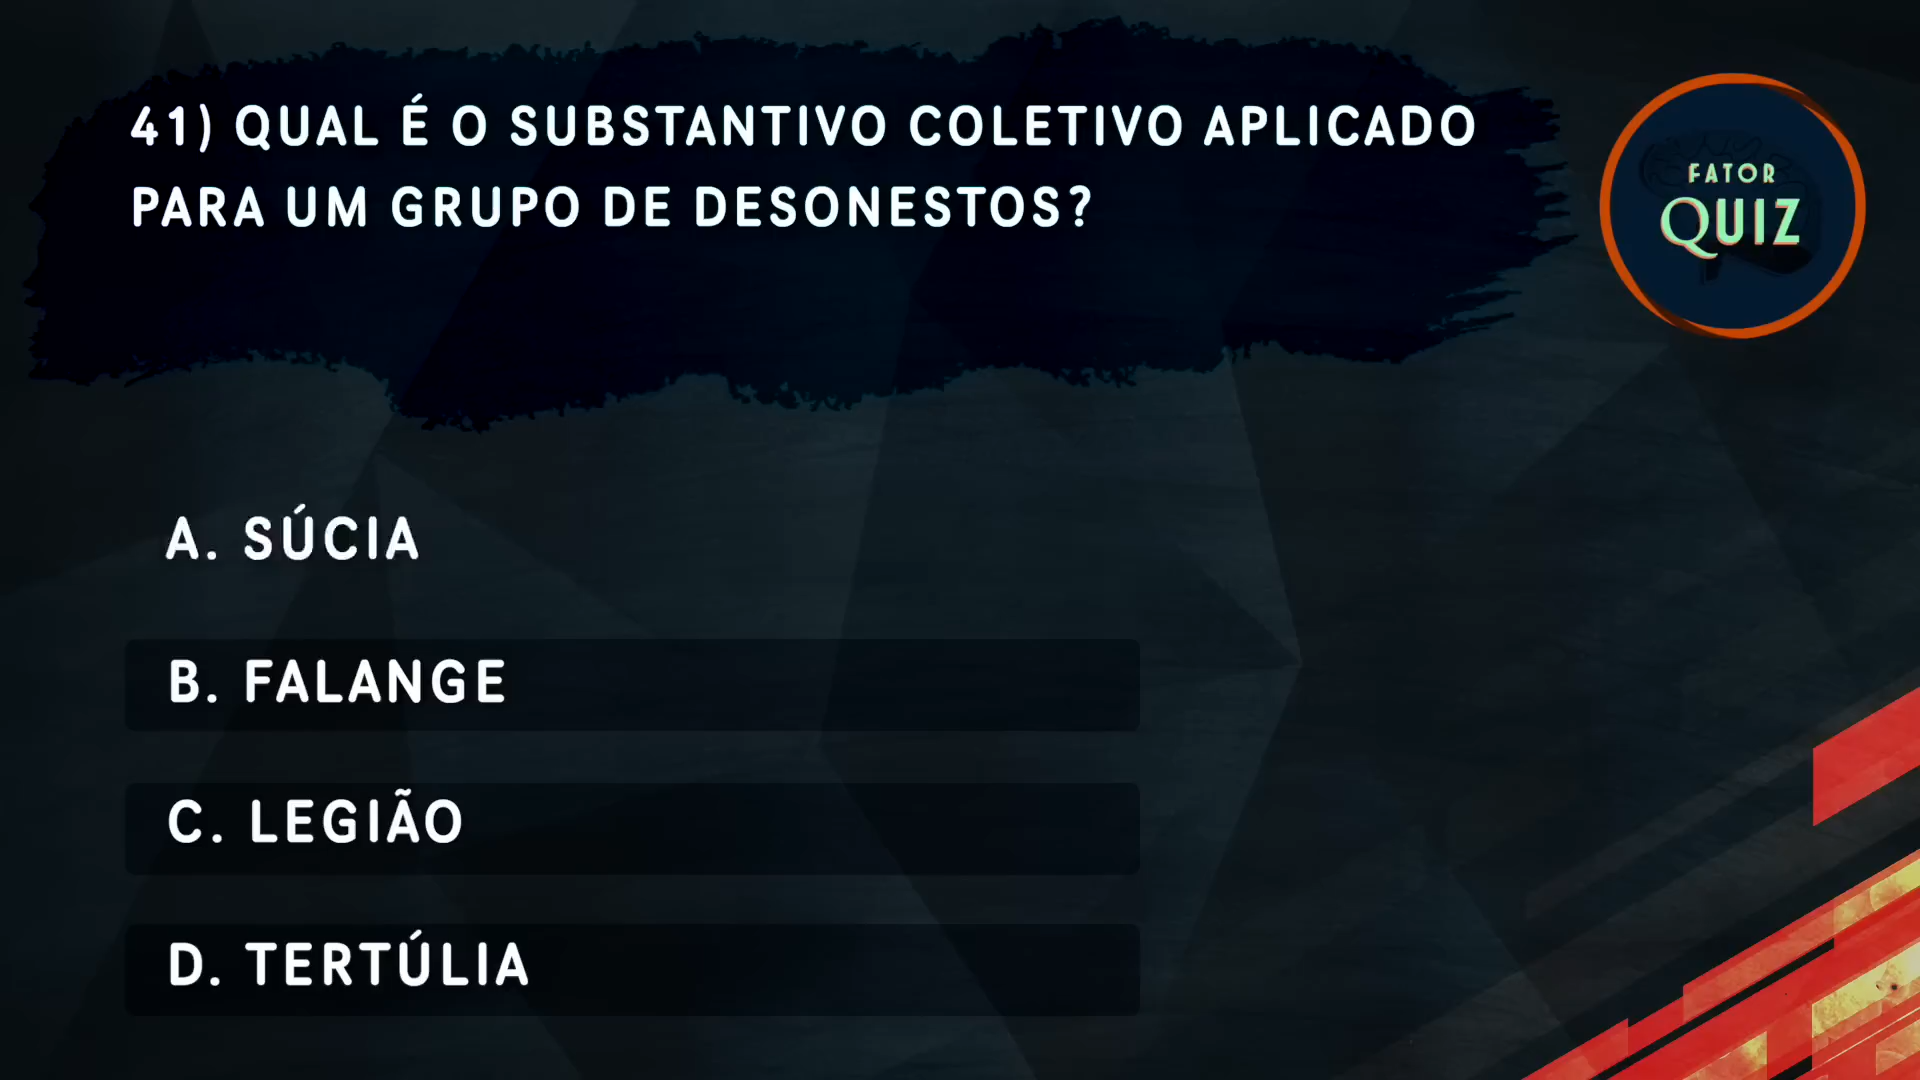 41) QUAL É O SUBSTANTIVO COLETIVO APLICADO
PARA UM GRUPO DE DESONESTOS?
FATOR
QUIZ
A. SÚCIA
B. FALANGE
C. LEGIÃO
D. TERTÚLIA